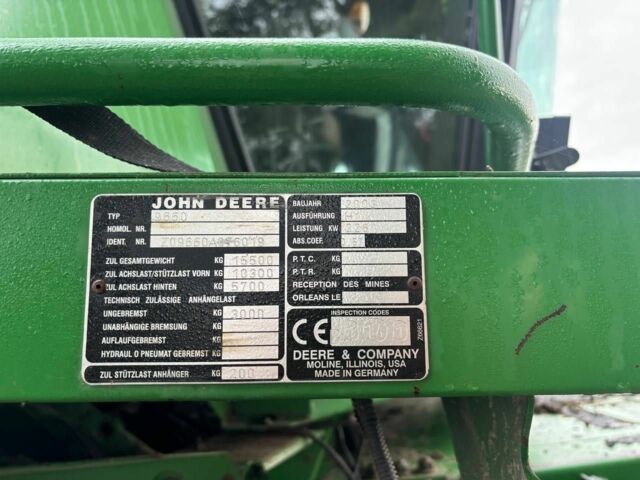 JOHN DEERE
TYP 9660
HOMOL. NR.
IDENT. NR.
ZUL GESAMTGEWICHT KG 15500
ZUL ACHSLAST/STÜTZLAST VORN KG 10300
ZUL ACHSLAST HINTEN KG 5700
TECHNISCH ZULÄSSIGE ANHÄNGELAST
UNGEBREMST KG 3000
UNABHÄNGIGE BREMSUNG KG
AUFLAUFGEBREMST KG
HYDRAUL O PNEUMAT GEBREMST KG
ZUL STÜTZLAST ANHÄNGER KG 200
BAUJAHR
AUSFÜHRUNG
LEISTUNG KW
ABS.COEF.
P.T.C.
P.T.R.
RECEPTION DES MINES
ORLEANS LE
INSPECTION CODES
CE
DEERE & COMPANY
MOLINE, ILLINOIS, USA
MADE IN GERMANY